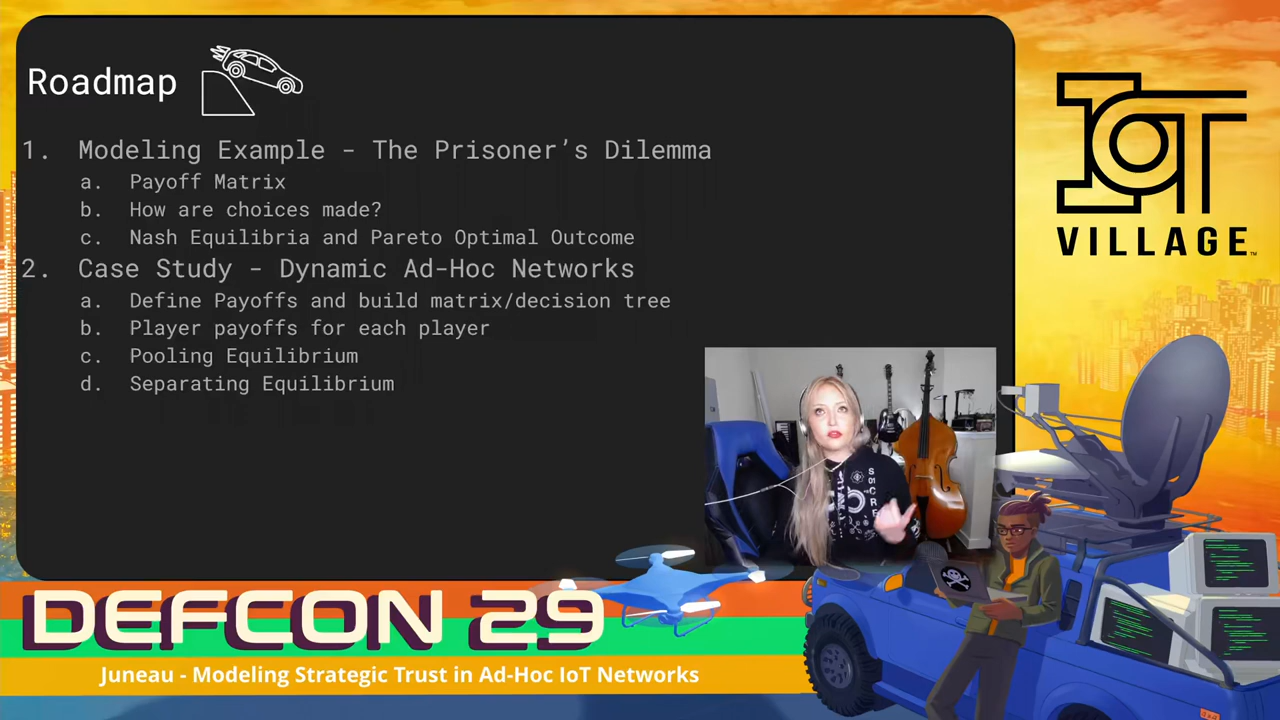 Roadmap
1. Modeling Example - The Prisoner's Dilemma
a. Payoff Matrix
b. How are choices made?
c. Nash Equilibria and Pareto Optimal Outcome
2. Case Study - Dynamic Ad-Hoc Networks
a. Define Payoffs and build matrix/decision tree
b. Player payoffs for each player
c. Pooling Equilibrium
d. Separating Equilibrium
IOT
VILLAGE™
DEFCON 29
Juneau - Modeling Strategic Trust in Ad-Hoc IoT Networks